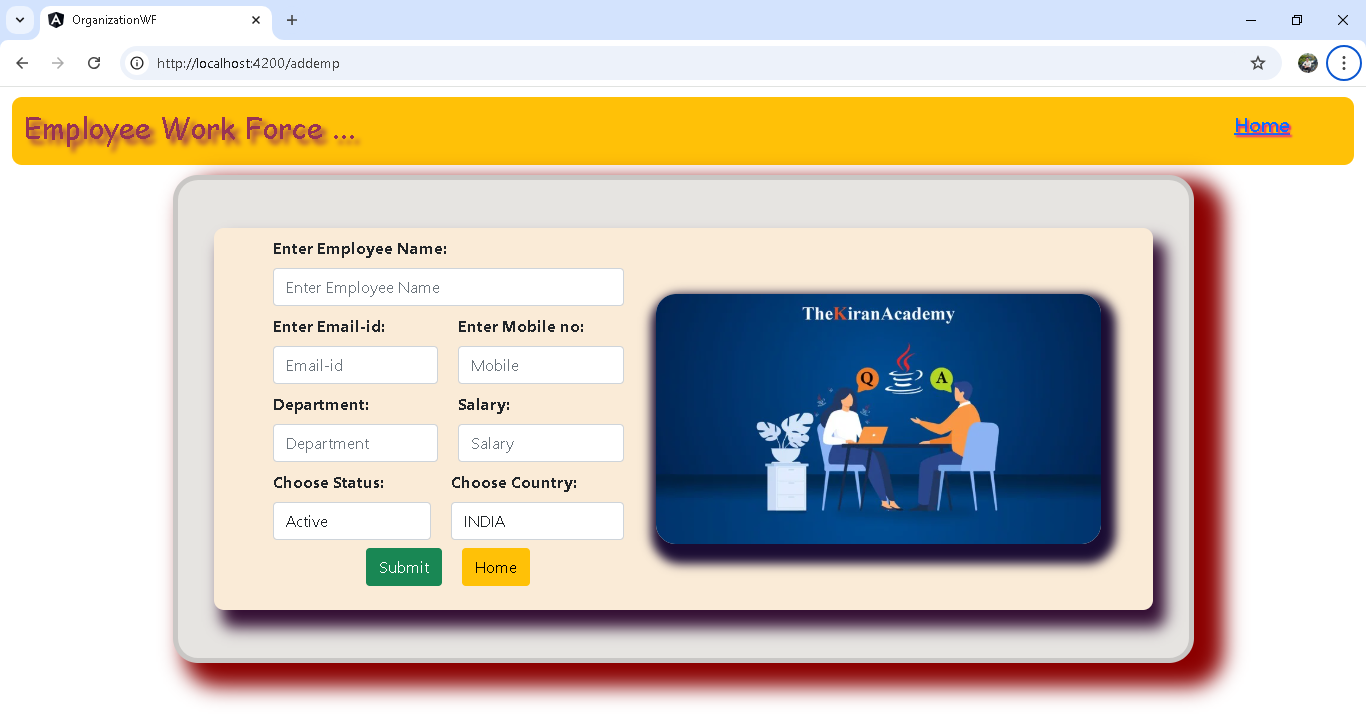 OrganizationWF
http://localhost:4200/addemp
Employee Work Force ...
Home
Enter Employee Name:
Enter Employee Name
Enter Email-id: Enter Mobile no:
Email-id Mobile
Department: Salary:
Department Salary
Choose Status: Choose Country:
Active INDIA
Submit Home
TheKiranAcademy
Q A